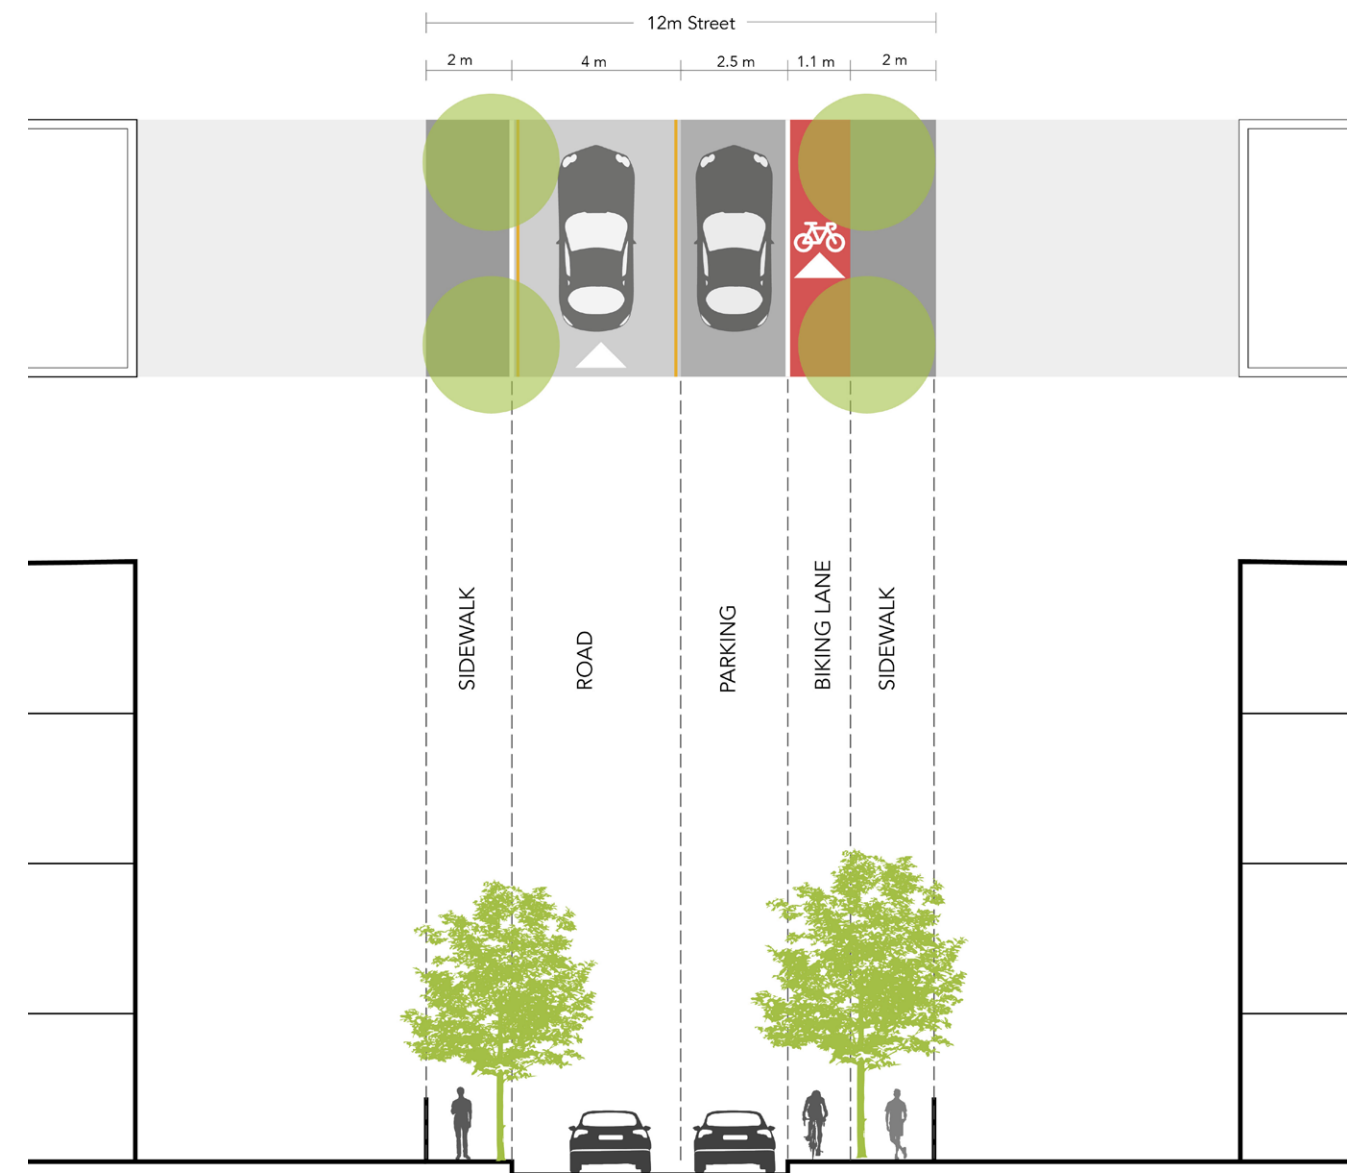 12m Street
2 m
4 m
2.5 m
1.1 m
2 m
SIDEWALK
ROAD
PARKING
BIKING LANE
SIDEWALK